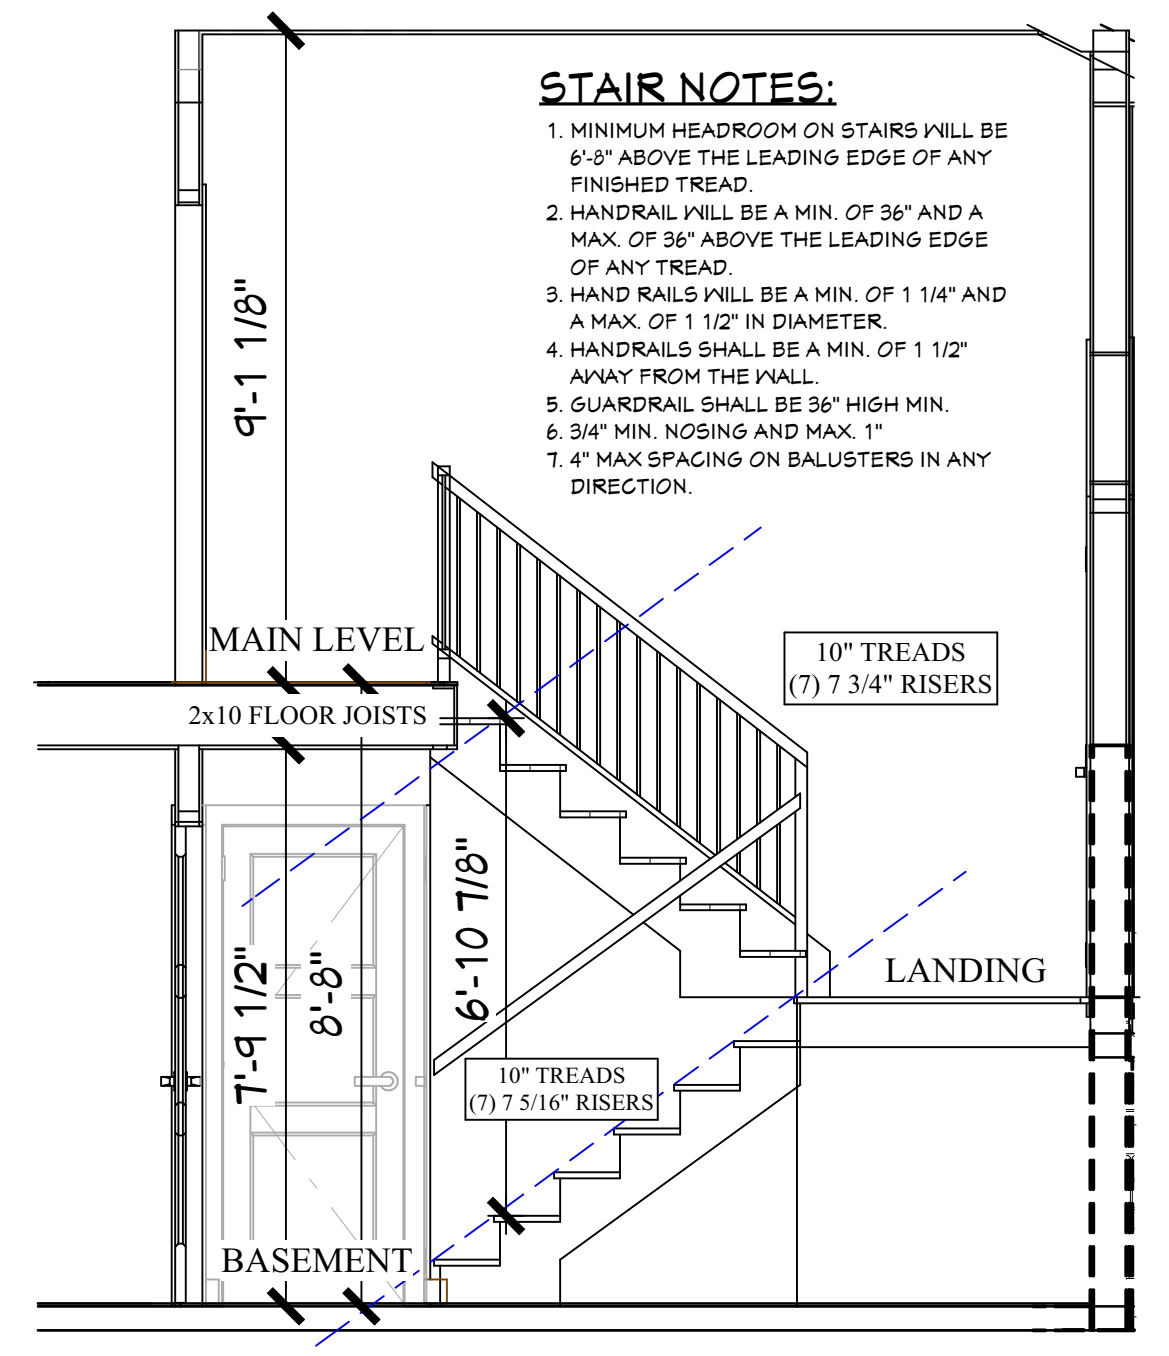 STAIR NOTES:
1. MINIMUM HEADROOM ON STAIRS WILL BE
6'-8" ABOVE THE LEADING EDGE OF ANY
FINISHED TREAD.
2. HANDRAIL WILL BE A MIN. OF 36" AND A
MAX. OF 36" ABOVE THE LEADING EDGE
OF ANY TREAD.
3. HAND RAILS WILL BE A MIN. OF 1 1/4" AND
A MAX. OF 1 1/2" IN DIAMETER.
4. HANDRAILS SHALL BE A MIN. OF 1 1/2"
AWAY FROM THE WALL.
5. GUARDRAIL SHALL BE 36" HIGH MIN.
6. 3/4" MIN. NOSING AND MAX. 1"
7. 4" MAX SPACING ON BALUSTERS IN ANY
DIRECTION.
9'-1 1/8"
MAIN LEVEL
10" TREADS
(7) 7 3/4" RISERS
2x10 FLOOR JOISTS
6'-10 7/8"
7'-9 1/2"
8'-8"
LANDING
10" TREADS
(7) 7 5/16" RISERS
BASEMENT